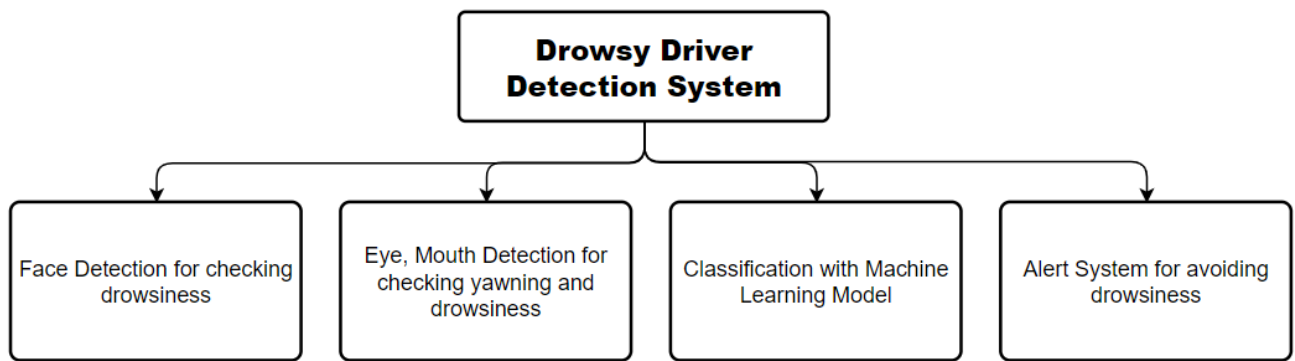 Drowsy Driver
Detection System
Face Detection for checking
drowsiness
Eye, Mouth Detection for
checking yawning and
drowsiness
Classification with Machine
Learning Model
Alert System for avoiding
drowsiness